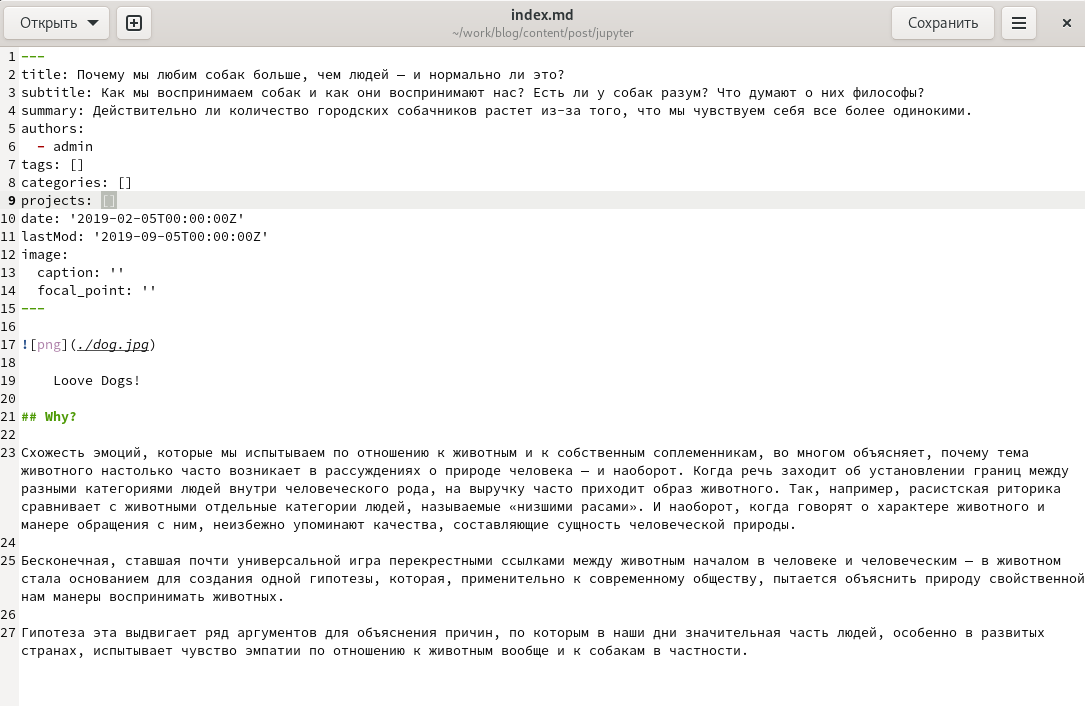 Открыть
index.md
~/work/blog/content/post/jupyter
Сохранить
1 ---
2 title: Почему мы любим собак больше, чем людей — и нормально ли это?
3 subtitle: Как мы воспринимаем собак и как они воспринимают нас? Есть ли у собак разум? Что думают о них философы?
4 summary: Действительно ли количество городских собачников растет из-за того, что мы чувствуем себя все более одинокими.
5 authors:
6   - admin
7 tags: []
8 categories: []
9 projects: []
10 date: '2019-02-05T00:00:00Z'
11 lastMod: '2019-09-05T00:00:00Z'
12 image:
13   caption: ''
14   focal_point: ''
15 ---
16
17 ![png](./dog.jpg)
18
19     Loove Dogs!
20
21 ## Why?
22
23 Схожесть эмоций, которые мы испытываем по отношению к животным и к собственным соплеменникам, во многом объясняет, почему тема
животного настолько часто возникает в рассуждениях о природе человека — и наоборот. Когда речь заходит об установлении границ между
разными категориями людей внутри человеческого рода, на выручку часто приходит образ животного. Так, например, расистская риторика
сравнивает с животными отдельные категории людей, называемые «низшими расами». И наоборот, когда говорят о характере животного и
манере обращения с ним, неизбежно упоминают качества, составляющие сущность человеческой природы.
24
25 Бесконечная, ставшая почти универсальной игра перекрестными ссылками между животным началом в человеке и человеческим — в животном
стала основанием для создания одной гипотезы, которая, применительно к современному обществу, пытается объяснить природу свойственной
нам манеры воспринимать животных.
26
27 Гипотеза эта выдвигает ряд аргументов для объяснения причин, по которым в наши дни значительная часть людей, особенно в развитых
странах, испытывает чувство эмпатии по отношению к животным вообще и к собакам в частности.